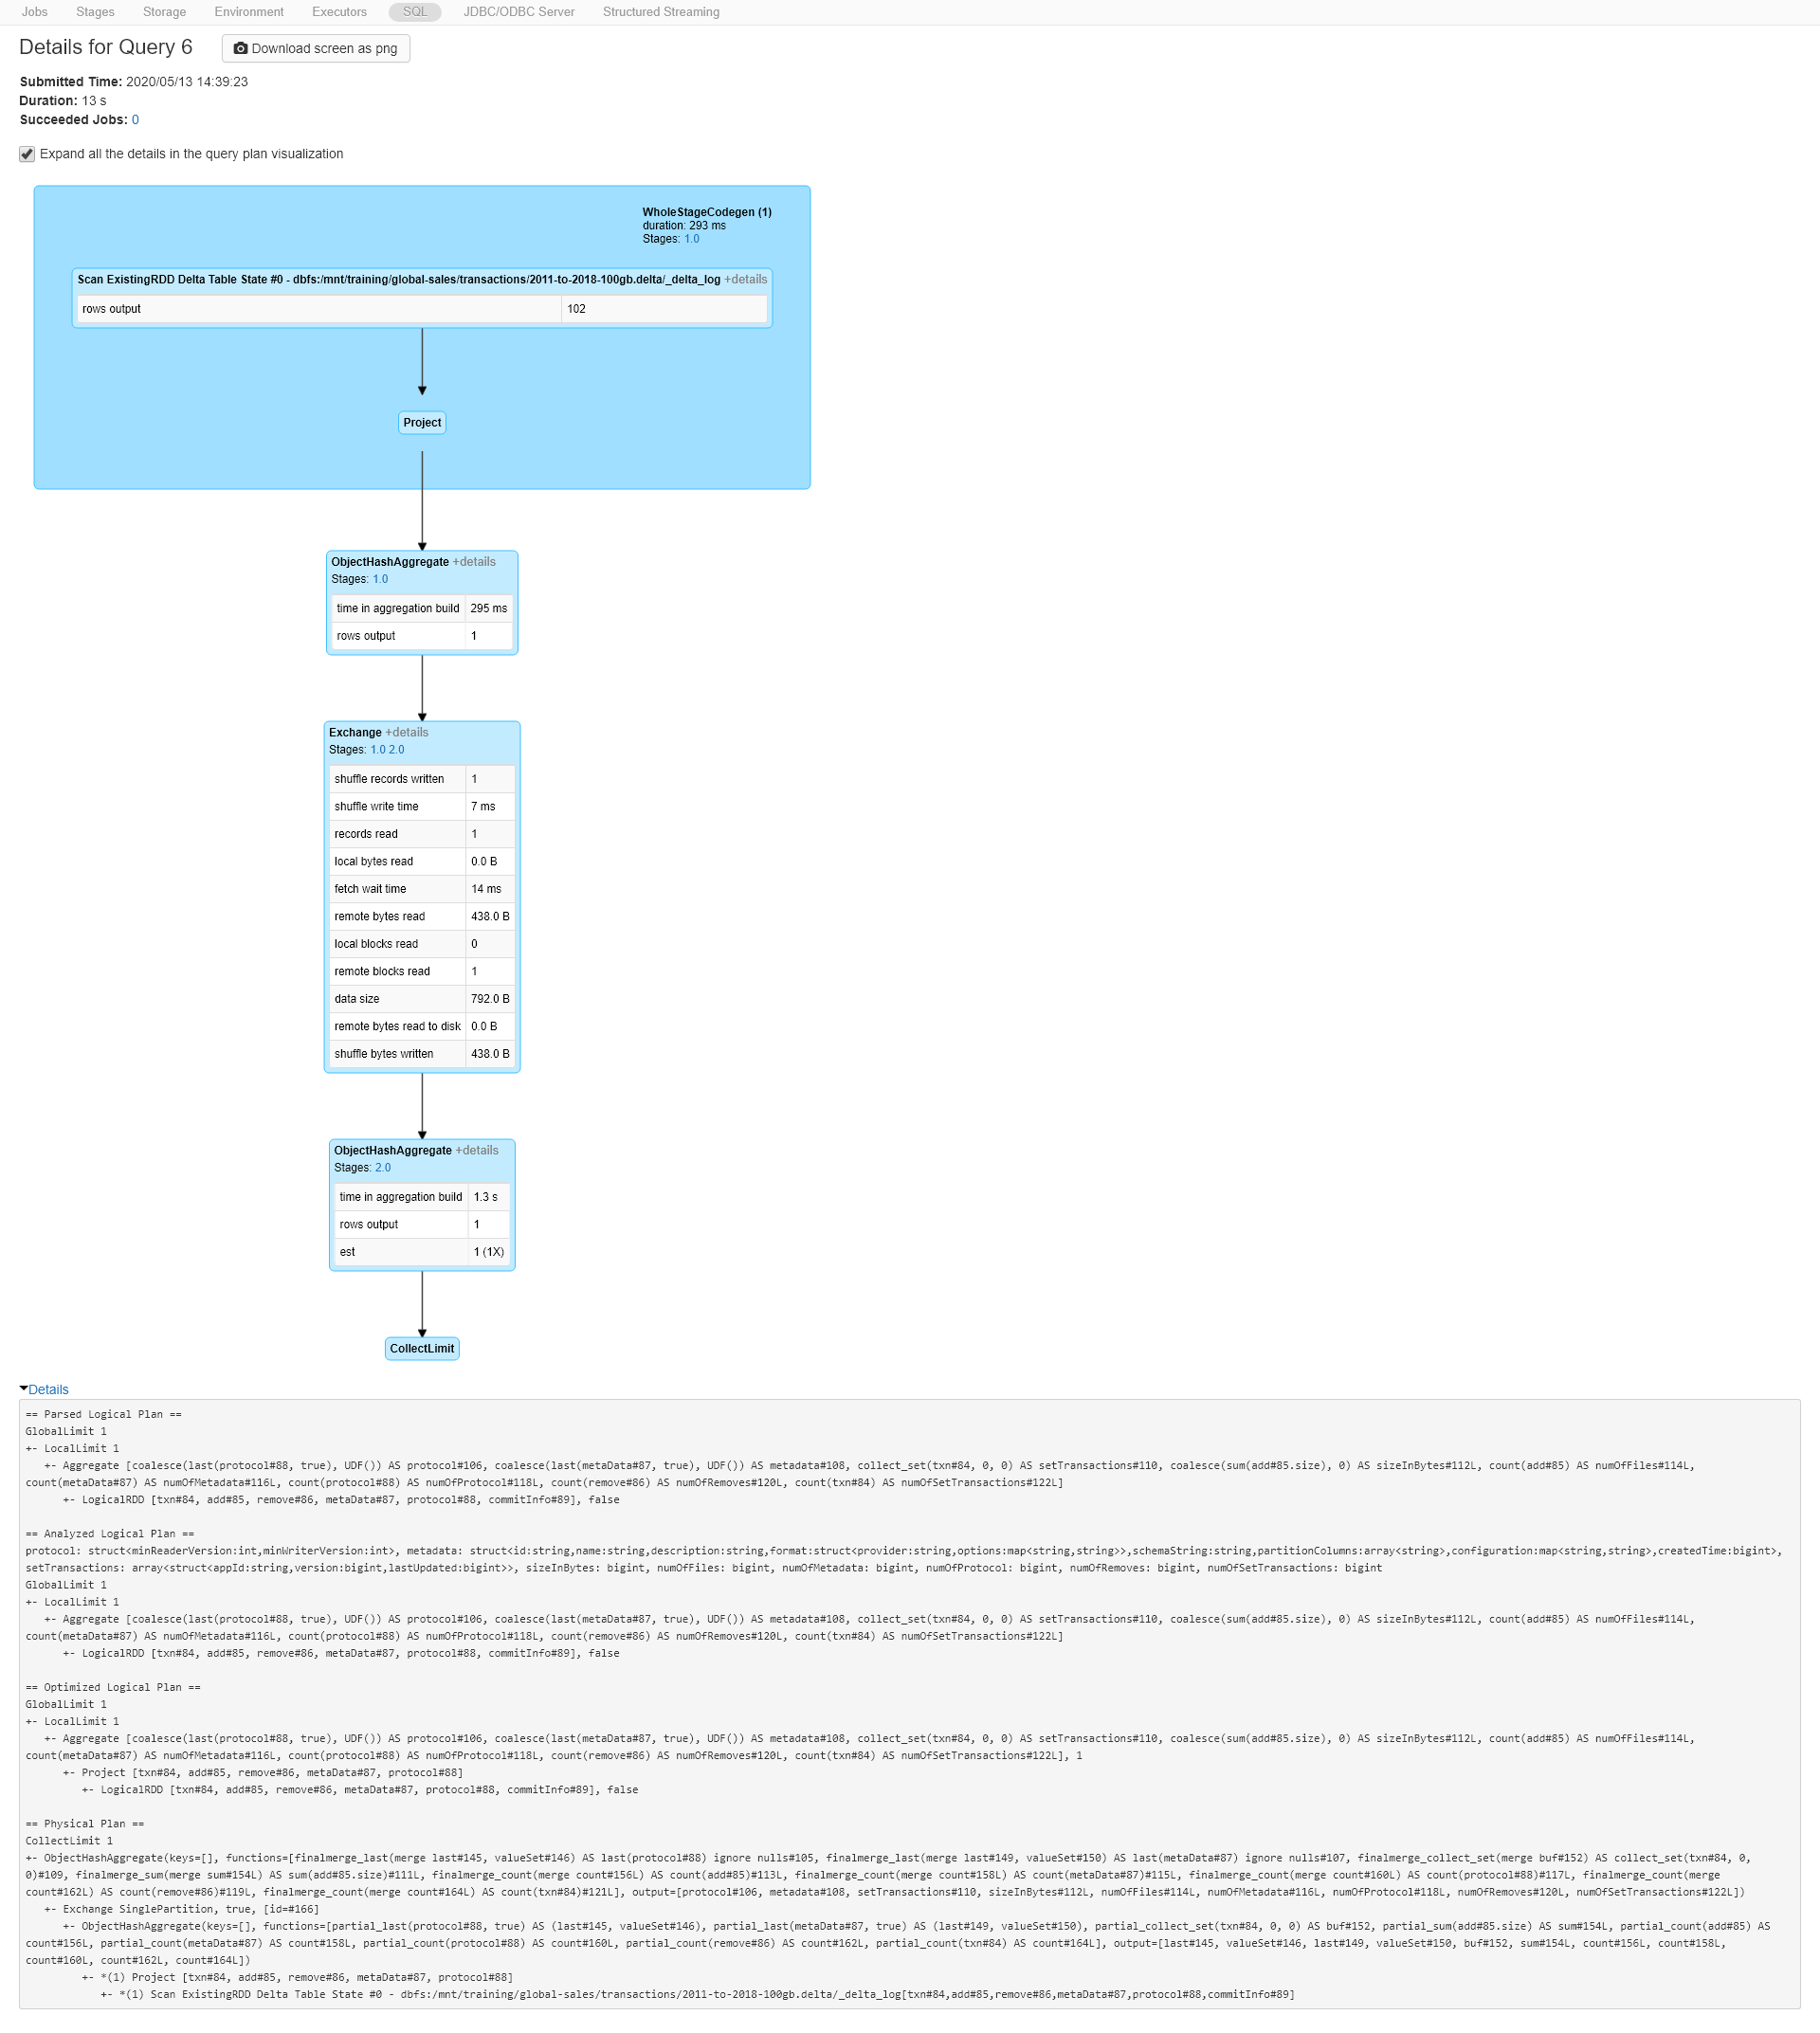 Jobs Stages Storage Environment Executors SQL JDBC/ODBC Server Structured Streaming
Details for Query 6 Download screen as png
Submitted Time: 2020/05/13 14:39:23
Duration: 13 s
Succeeded Jobs: 0
Expand all the details in the query plan visualization
WholeStageCodegen (1)
duration: 293 ms
Stages: 1.0
Scan ExistingRDD Delta Table State #0 - dbfs:/mnt/training/global-sales/transactions/2011-to-2018-100gb.delta/_delta_log +details
rows output 102
Project
ObjectHashAggregate +details
Stages: 1.0
time in aggregation build 295 ms
rows output 1
Exchange +details
Stages: 1.0 2.0
shuffle records written 1
shuffle write time 7 ms
records read 1
local bytes read 0.0 B
fetch wait time 14 ms
remote bytes read 438.0 B
local blocks read 0
remote blocks read 1
data size 792.0 B
remote bytes read to disk 0.0 B
shuffle bytes written 438.0 B
ObjectHashAggregate +details
Stages: 2.0
time in aggregation build 1.3 s
rows output 1
est 1 (1X)
CollectLimit
Details
== Parsed Logical Plan ==
GlobalLimit 1
+- LocalLimit 1
   +- Aggregate [coalesce(last(protocol#88, true), UDF()) AS protocol#106, coalesce(last(metaData#87, true), UDF()) AS metadata#108, collect_set(txn#84, 0, 0) AS setTransactions#110, coalesce(sum(add#85.size), 0) AS sizeInBytes#112L, count(add#85) AS numOfFiles#114L,
count(metaData#87) AS numOfMetadata#116L, count(protocol#88) AS numOfProtocol#118L, count(remove#86) AS numOfRemoves#120L, count(txn#84) AS numOfSetTransactions#122L]
      +- LogicalRDD [txn#84, add#85, remove#86, metaData#87, protocol#88, commitInfo#89], false
== Analyzed Logical Plan ==
protocol: struct<minReaderVersion:int,minWriterVersion:int>, metadata: struct<id:string,name:string,description:string,format:struct<provider:string,options:map<string,string>>,schemaString:string,partitionColumns:array<string>,configuration:map<string,string>,createdTime:bigint>,
setTransactions: array<struct<appId:string,version:bigint,lastUpdated:bigint>>, sizeInBytes: bigint, numOfFiles: bigint, numOfMetadata: bigint, numOfProtocol: bigint, numOfRemoves: bigint, numOfSetTransactions: bigint
GlobalLimit 1
+- LocalLimit 1
   +- Aggregate [coalesce(last(protocol#88, true), UDF()) AS protocol#106, coalesce(last(metaData#87, true), UDF()) AS metadata#108, collect_set(txn#84, 0, 0) AS setTransactions#110, coalesce(sum(add#85.size), 0) AS sizeInBytes#112L, count(add#85) AS numOfFiles#114L,
count(metaData#87) AS numOfMetadata#116L, count(protocol#88) AS numOfProtocol#118L, count(remove#86) AS numOfRemoves#120L, count(txn#84) AS numOfSetTransactions#122L]
      +- LogicalRDD [txn#84, add#85, remove#86, metaData#87, protocol#88, commitInfo#89], false
== Optimized Logical Plan ==
GlobalLimit 1
+- LocalLimit 1
   +- Aggregate [coalesce(last(protocol#88, true), UDF()) AS protocol#106, coalesce(last(metaData#87, true), UDF()) AS metadata#108, collect_set(txn#84, 0, 0) AS setTransactions#110, coalesce(sum(add#85.size), 0) AS sizeInBytes#112L, count(add#85) AS numOfFiles#114L,
count(metaData#87) AS numOfMetadata#116L, count(protocol#88) AS numOfProtocol#118L, count(remove#86) AS numOfRemoves#120L, count(txn#84) AS numOfSetTransactions#122L], 1
      +- Project [txn#84, add#85, remove#86, metaData#87, protocol#88]
         +- LogicalRDD [txn#84, add#85, remove#86, metaData#87, protocol#88, commitInfo#89], false
== Physical Plan ==
CollectLimit 1
+- ObjectHashAggregate(keys=[], functions=[finalmerge_last(merge last#145, valueSet#146) AS last(protocol#88) ignore nulls#105, finalmerge_last(merge last#149, valueSet#150) AS last(metaData#87) ignore nulls#107, finalmerge_collect_set(merge buf#152) AS collect_set(txn#84, 0,
0)#109, finalmerge_sum(merge sum#154L) AS sum(add#85.size)#111L, finalmerge_count(merge count#156L) AS count(add#85)#113L, finalmerge_count(merge count#158L) AS count(metaData#87)#115L, finalmerge_count(merge count#160L) AS count(protocol#88)#117L, finalmerge_count(merge
count#162L) AS count(remove#86)#119L, finalmerge_count(merge count#164L) AS count(txn#84)#121L], output=[protocol#106, metadata#108, setTransactions#110, sizeInBytes#112L, numOfFiles#114L, numOfMetadata#116L, numOfProtocol#118L, numOfRemoves#120L, numOfSetTransactions#122L])
   +- Exchange SinglePartition, true, [id=#166]
      +- ObjectHashAggregate(keys=[], functions=[partial_last(protocol#88, true) AS (last#145, valueSet#146), partial_last(metaData#87, true) AS (last#149, valueSet#150), partial_collect_set(txn#84, 0, 0) AS buf#152, partial_sum(add#85.size) AS sum#154L, partial_count(add#85) AS
count#156L, partial_count(metaData#87) AS count#158L, partial_count(protocol#88) AS count#160L, partial_count(remove#86) AS count#162L, partial_count(txn#84) AS count#164L], output=[last#145, valueSet#146, last#149, valueSet#150, buf#152, sum#154L, count#156L, count#158L,
count#160L, count#162L, count#164L])
         +- *(1) Project [txn#84, add#85, remove#86, metaData#87, protocol#88]
            +- *(1) Scan ExistingRDD Delta Table State #0 - dbfs:/mnt/training/global-sales/transactions/2011-to-2018-100gb.delta/_delta_log[txn#84,add#85,remove#86,metaData#87,protocol#88,commitInfo#89]